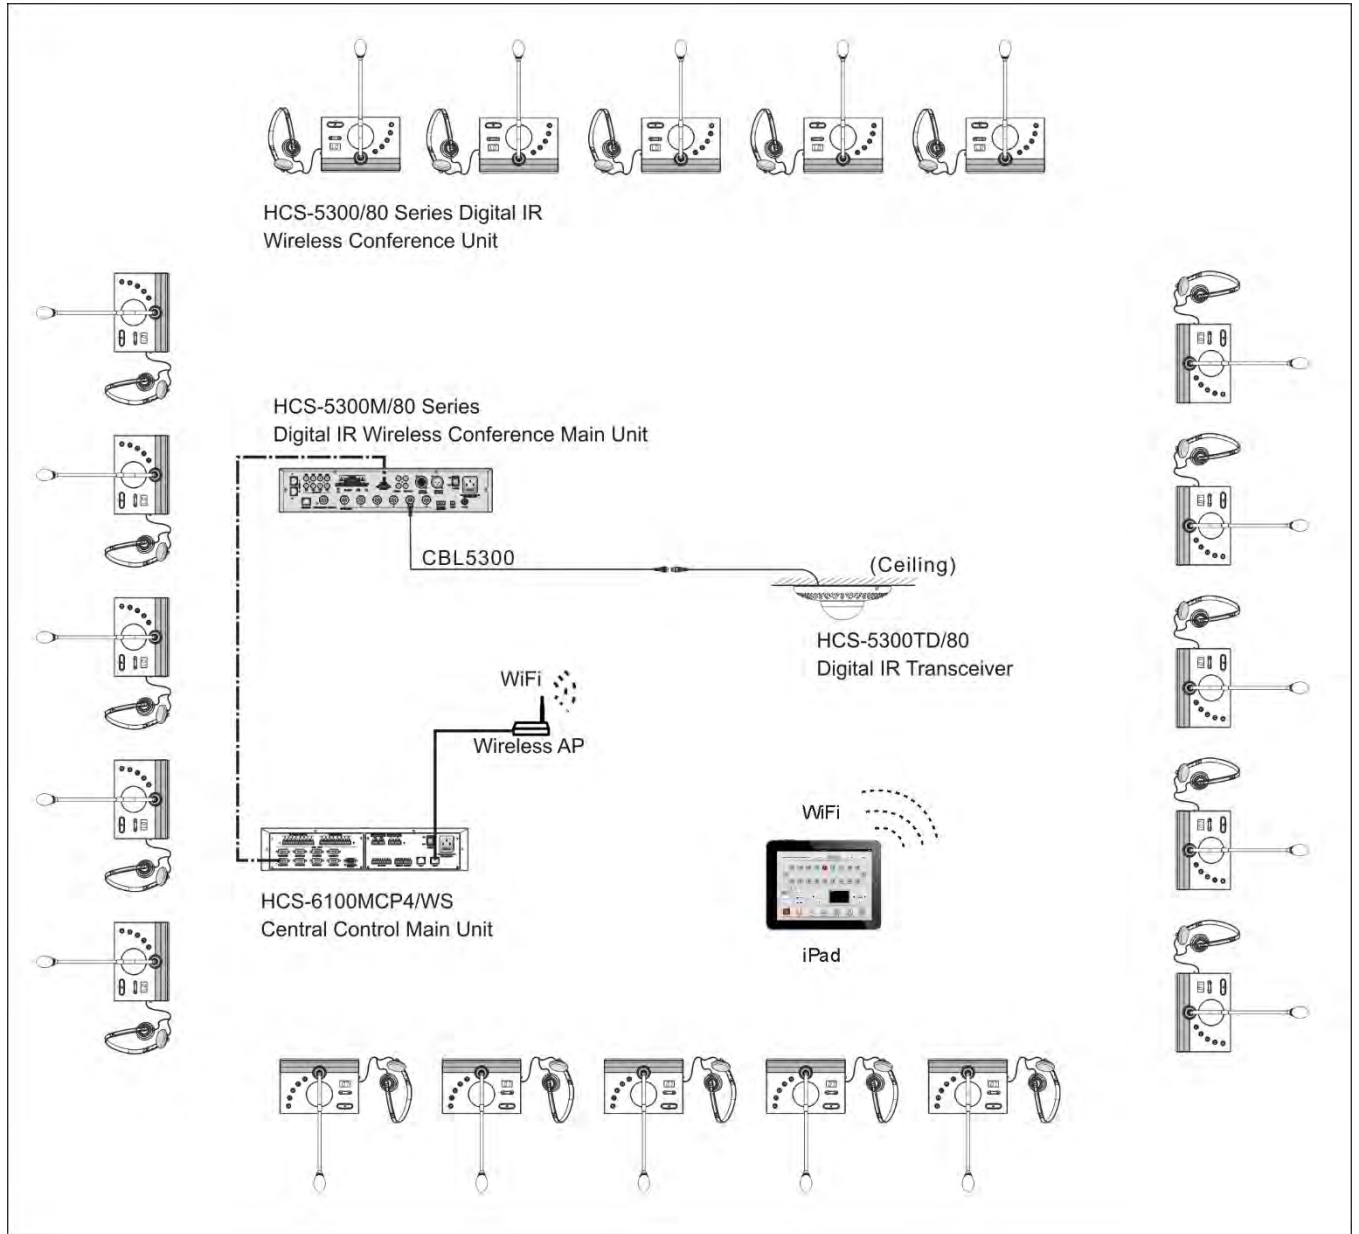 HCS-5300/80 Series Digital IR
Wireless Conference Unit
HCS-5300M/80 Series
Digital IR Wireless Conference Main Unit
CBL5300
(Ceiling)
HCS-5300TD/80
Digital IR Transceiver
WiFi
Wireless AP
WiFi
HCS-6100MCP4/WS
Central Control Main Unit
iPad